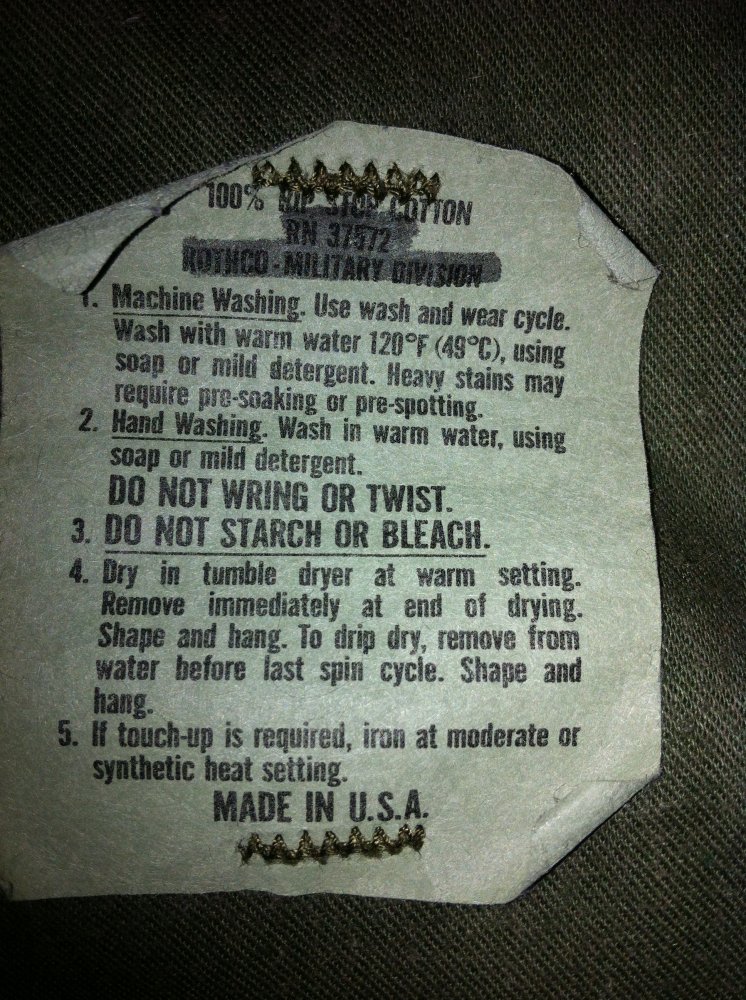 100% RIP STOP COTTON
RN 37572
ROTHCO - MILITARY DIVISION
1. Machine Washing. Use wash and wear cycle.
Wash with warm water 120°F (49°C), using
soap or mild detergent. Heavy stains may
require pre-soaking or pre-spotting.
2. Hand Washing. Wash in warm water, using
soap or mild detergent.
DO NOT WRING OR TWIST.
3. DO NOT STARCH OR BLEACH.
4. Dry in tumble dryer at warm setting.
Remove immediately at end of drying.
Shape and hang. To drip dry, remove from
water before last spin cycle. Shape and
hang.
5. If touch-up is required, iron at moderate or
synthetic heat setting.
MADE IN U.S.A.